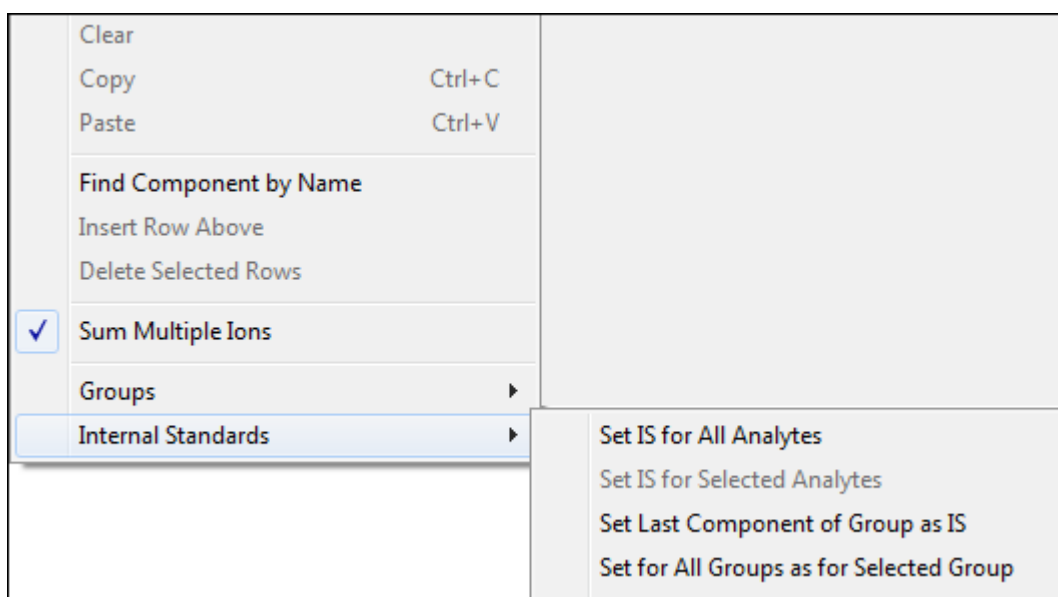 Clear
Copy Ctrl+C
Paste Ctrl+V
Find Component by Name
Insert Row Above
Delete Selected Rows
Sum Multiple Ions
Groups
Internal Standards
Set IS for All Analytes
Set IS for Selected Analytes
Set Last Component of Group as IS
Set for All Groups as for Selected Group